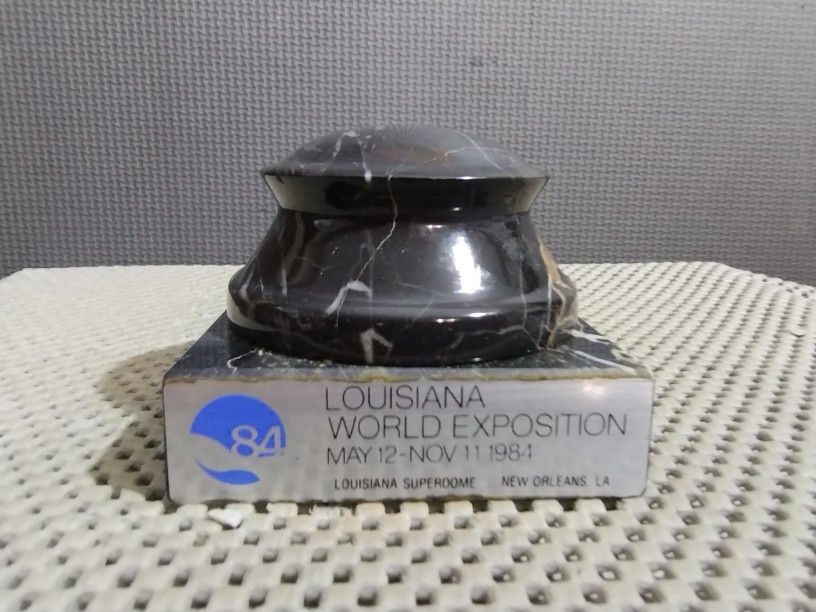 84
LOUISIANA
WORLD EXPOSITION
MAY 12-NOV 11 1984
LOUISIANA SUPERDOME NEW ORLEANS, LA